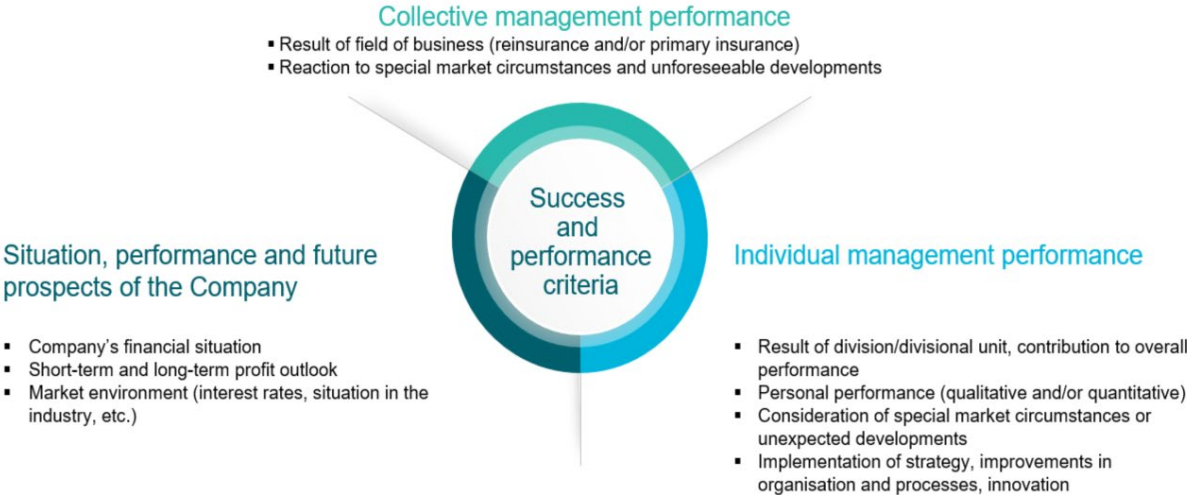 Collective management performance
▪ Result of field of business (reinsurance and/or primary insurance)
▪ Reaction to special market circumstances and unforeseeable developments
Success
and
performance
criteria
Situation, performance and future
prospects of the Company
▪ Company's financial situation
▪ Short-term and long-term profit outlook
▪ Market environment (interest rates, situation in the
industry, etc.)
Individual management performance
▪ Result of division/divisional unit, contribution to overall
performance
▪ Personal performance (qualitative and/or quantitative)
▪ Consideration of special market circumstances or
unexpected developments
▪ Implementation of strategy, improvements in
organisation and processes, innovation